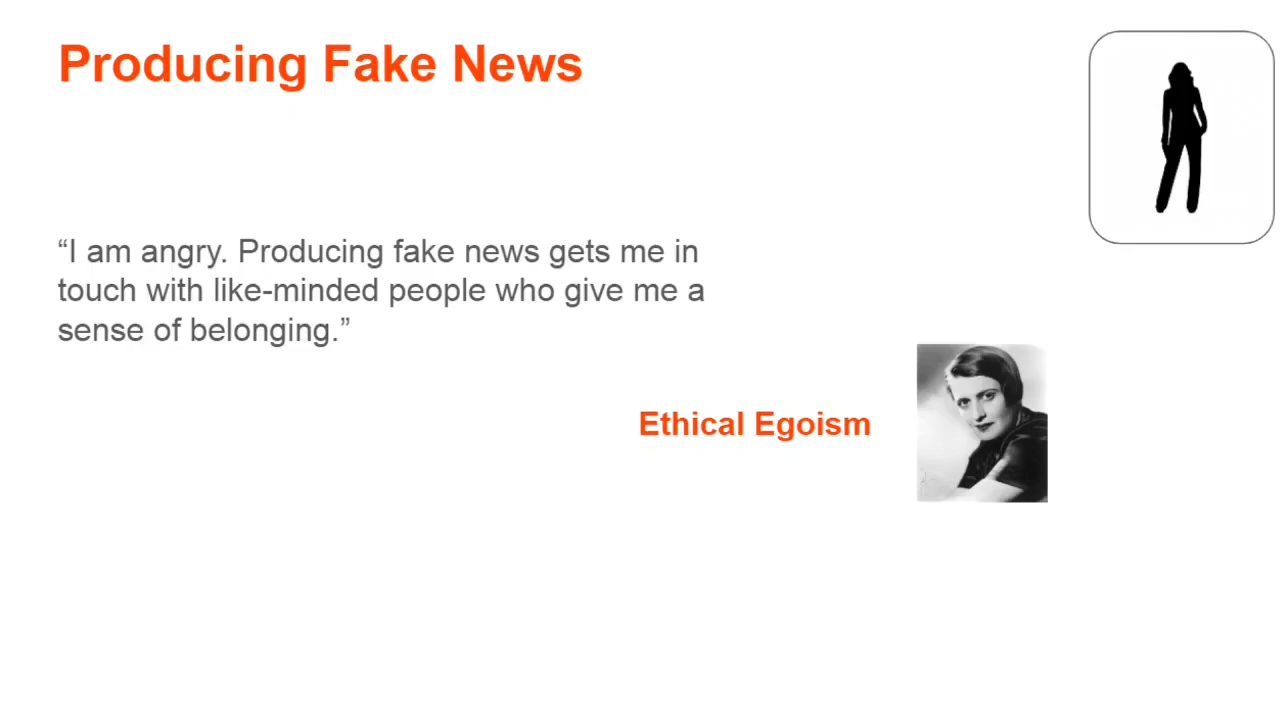 Producing Fake News
“I am angry. Producing fake news gets me in
touch with like-minded people who give me a
sense of belonging.”
Ethical Egoism